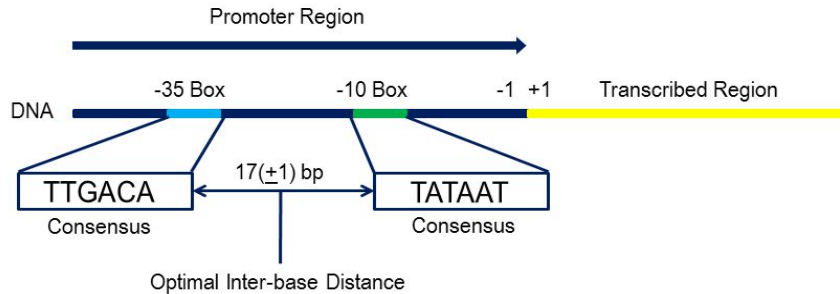 Promoter Region
-35 Box -10 Box -1 +1 Transcribed Region
DNA
17(±1) bp
TTGACA TATAAT
Consensus Consensus
Optimal Inter-base Distance